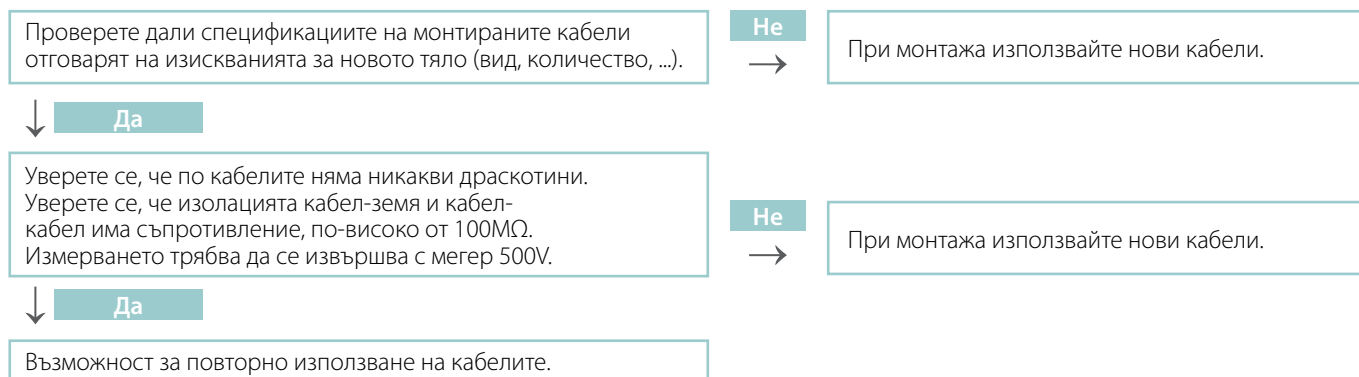 Проверете дали спецификациите на монтираните кабели
отговарят на изискванията за новото тяло (вид, количество, ...).
Не
При монтажа използвайте нови кабели.
Да
Уверете се, че по кабелите няма никакви драскотини.
Уверете се, че изолацията кабел-земя и кабел-
кабел има съпротивление, по-високо от 100MΩ.
Измерването трябва да се извършва с мегер 500V.
Не
При монтажа използвайте нови кабели.
Да
Възможност за повторно използване на кабелите.